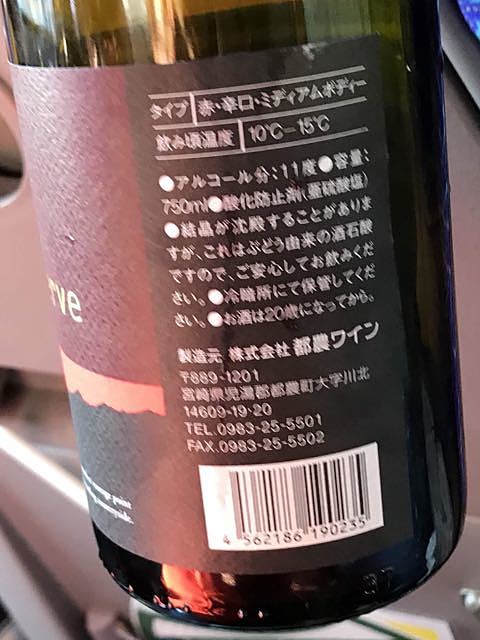 タイプ 赤・辛口・ミディアムボディー
飲み頃温度 10℃－15℃
●アルコール分：11度●容量：
750ml●酸化防止剤(亜硫酸塩)
●結晶が沈殿することがありま
すが、これはぶどう由来の酒石酸
ですので、ご安心してお飲みくだ
さい。●冷暗所にて保管してくだ
さい。●お酒は20歳になってから。
製造元 株式会社 都農ワイン
〒889-1201
宮崎県児湯郡都農町大字川北
14609-19-20
TEL.0983-25-5501
FAX.0983-25-5502
4 562186 190235
rve
point